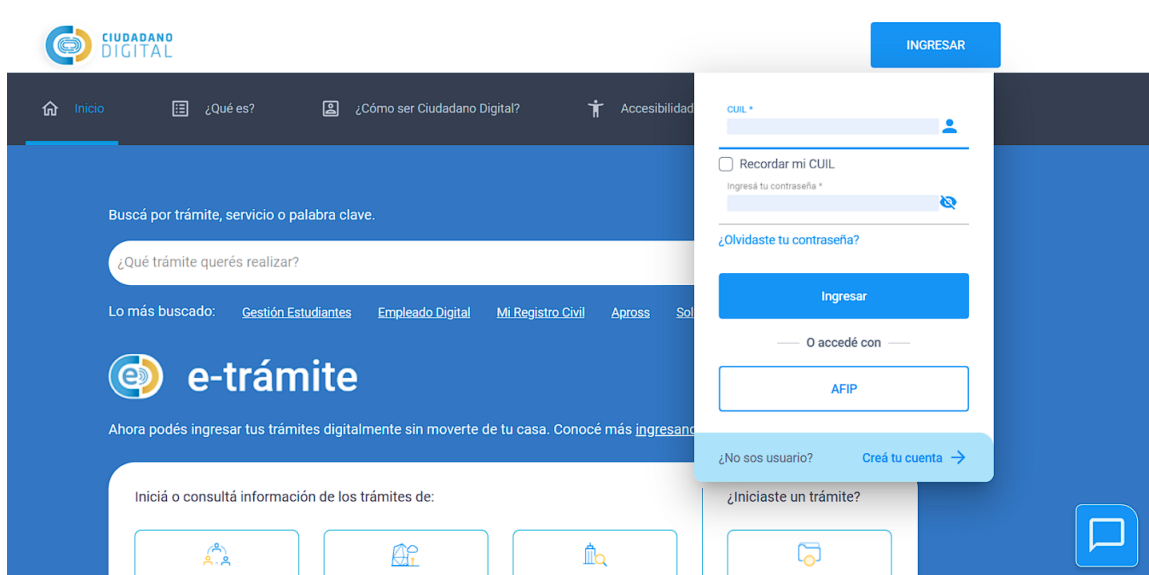 CIUDADANO
DIGITAL
INGRESAR
Inicio
¿Qué es?
¿Cómo ser Ciudadano Digital?
Accesibilidad
CUIL *
Recordar mi CUIL
Ingresá tu contraseña *
¿Olvidaste tu contraseña?
Ingresar
O accedé con
AFIP
¿No sos usuario?
Creá tu cuenta
Buscá por trámite, servicio o palabra clave.
¿Qué trámite querés realizar?
Lo más buscado:
Gestión Estudiantes
Empleado Digital
Mi Registro Civil
Apross
Sol
e-trámite
Ahora podés ingresar tus trámites digitalmente sin moverte de tu casa. Conocé más ingresand
Iniciá o consultá información de los trámites de:
¿Iniciaste un trámite?